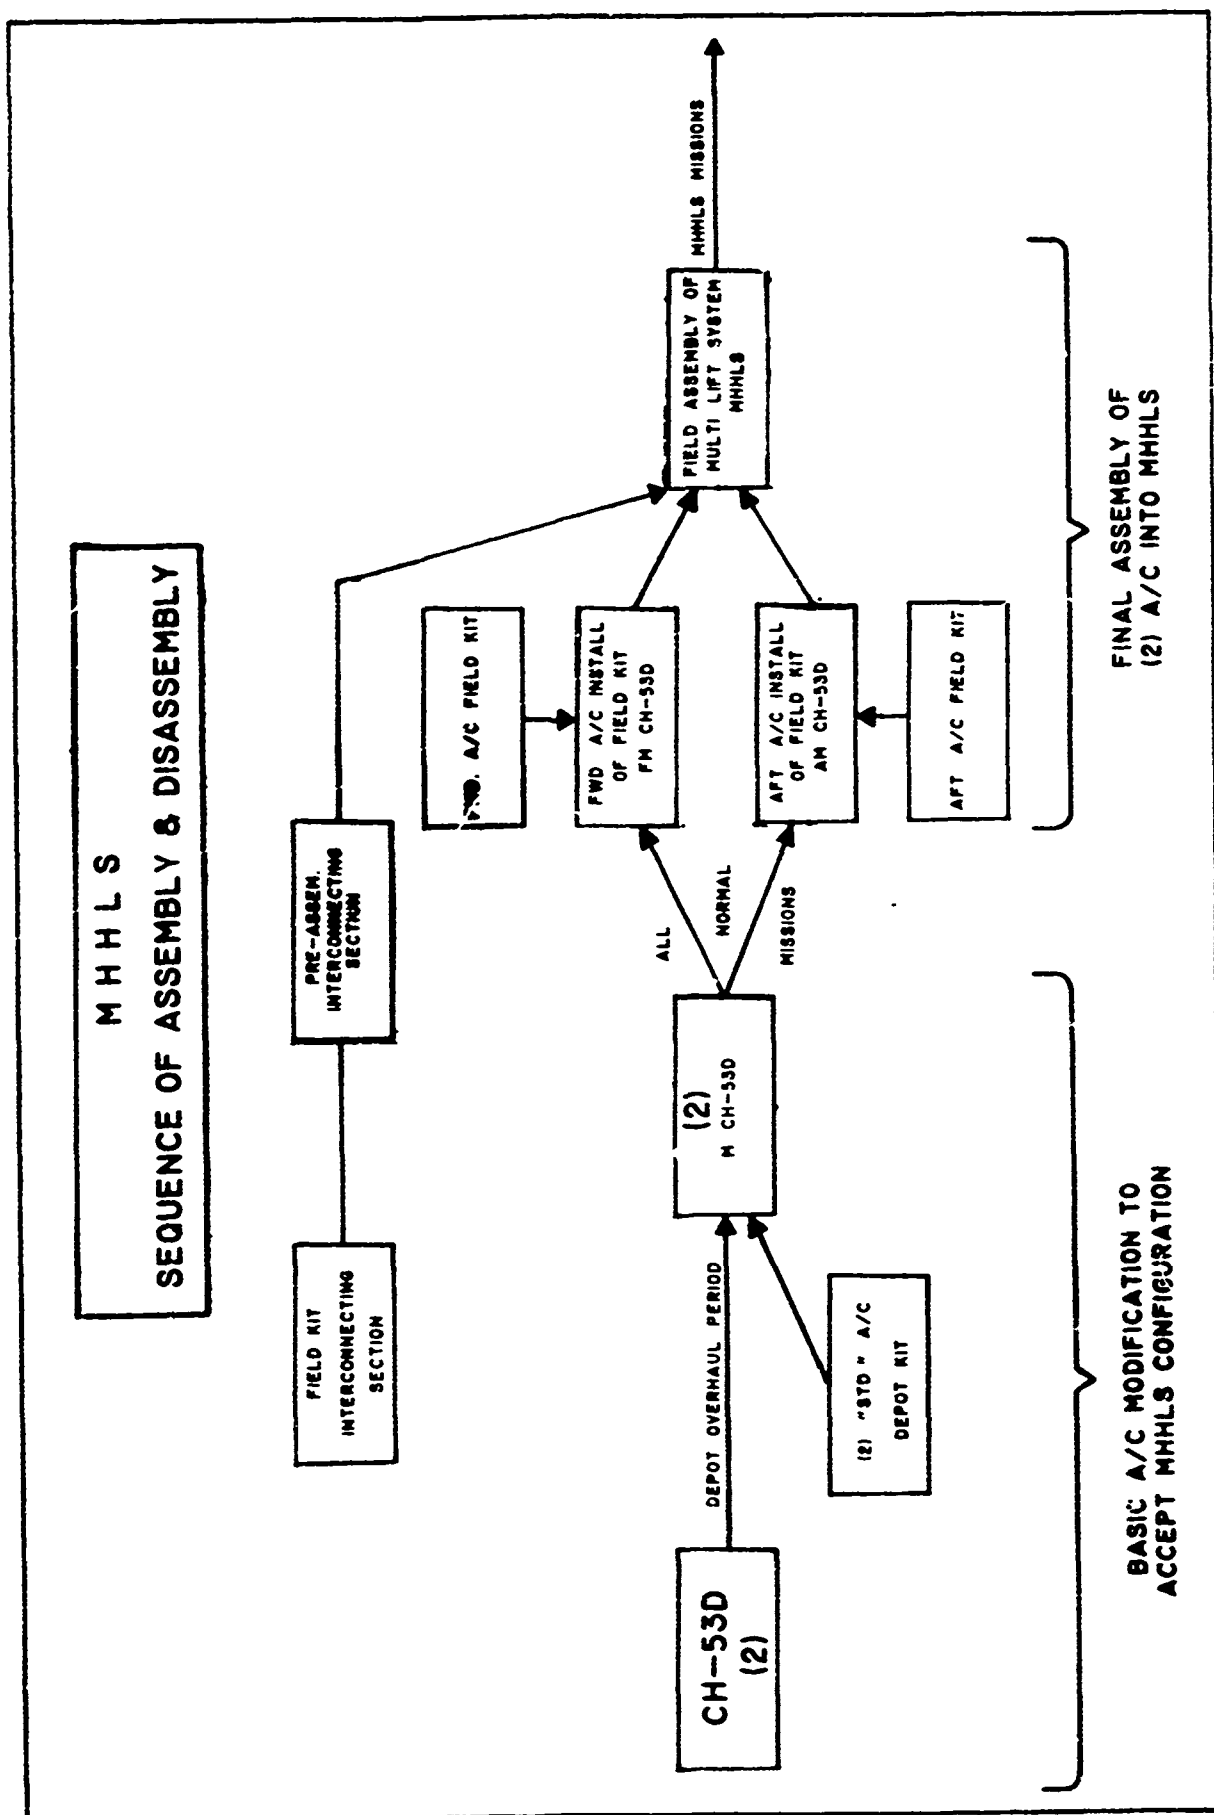 MHHLS
SEQUENCE OF ASSEMBLY & DISASSEMBLY
FIELD KIT
INTERCONNECTING
SECTION
PRE-ASSEM.
INTERCONNECTING
SECTION
CH-53D
(2)
DEPOT OVERHAUL PERIOD
(2) "STD" A/C
DEPOT KIT
(2)
M CH-53D
ALL
NORMAL
MISSIONS
A/C FIELD KIT
FWD A/C INSTALL
OF FIELD KIT
FM CH-53D
AFT A/C INSTALL
OF FIELD KIT
AM CH-53D
AFT A/C FIELD KIT
FIELD ASSEMBLY OF
MULTI LIFT SYSTEM
MHHLS
MHHLS MISSIONS
BASIC A/C MODIFICATION TO
ACCEPT MHHLS CONFIGURATION
FINAL ASSEMBLY OF
(2) A/C INTO MHHLS